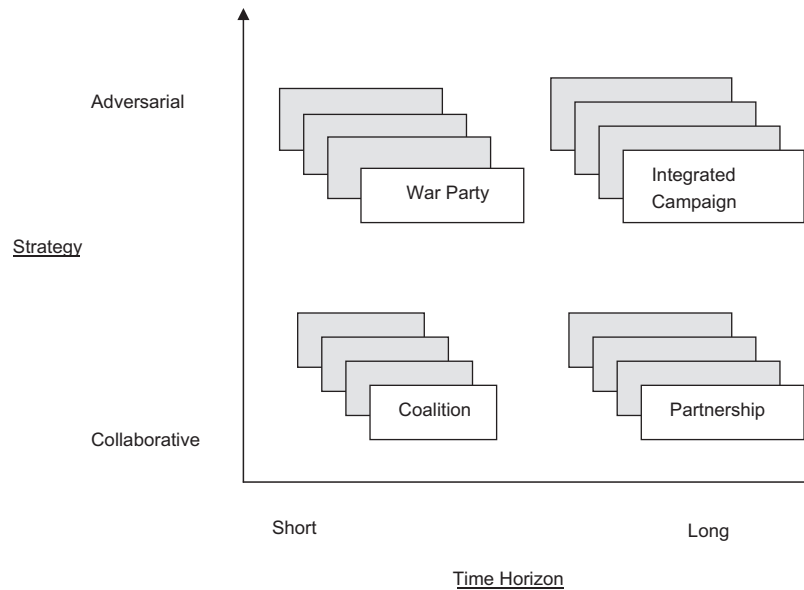 Adversarial
War Party
Integrated
Campaign
Strategy
Coalition
Partnership
Collaborative
Short
Long
Time Horizon